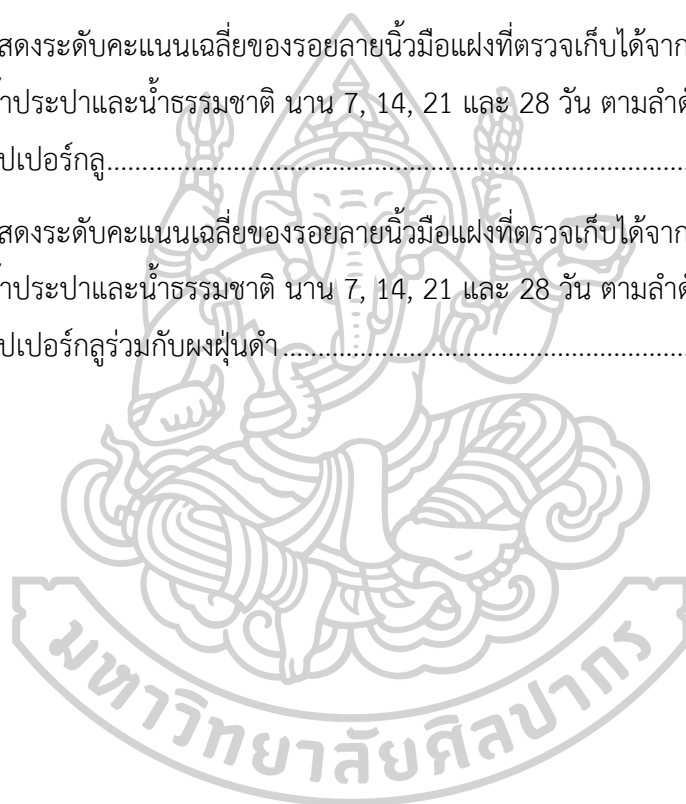 สดงระดับคะแนนเฉลี่ยของรอยลายนิ้วมือแฝงที่ตรวจเก็บได้จาก
ประปาและน้ำธรรมชาติ นาน 7, 14, 21 และ 28 วัน ตามลำดั
ปเปอร์กลู......................................................................................
สดงระดับคะแนนเฉลี่ยของรอยลายนิ้วมือแฝงที่ตรวจเก็บได้จาก
ประปาและน้ำธรรมชาติ นาน 7, 14, 21 และ 28 วัน ตามลำดั
ปเปอร์กลูร่วมกับผงฝุ่นดำ..........................................................
มหาวิทยาลัยศิลปากร